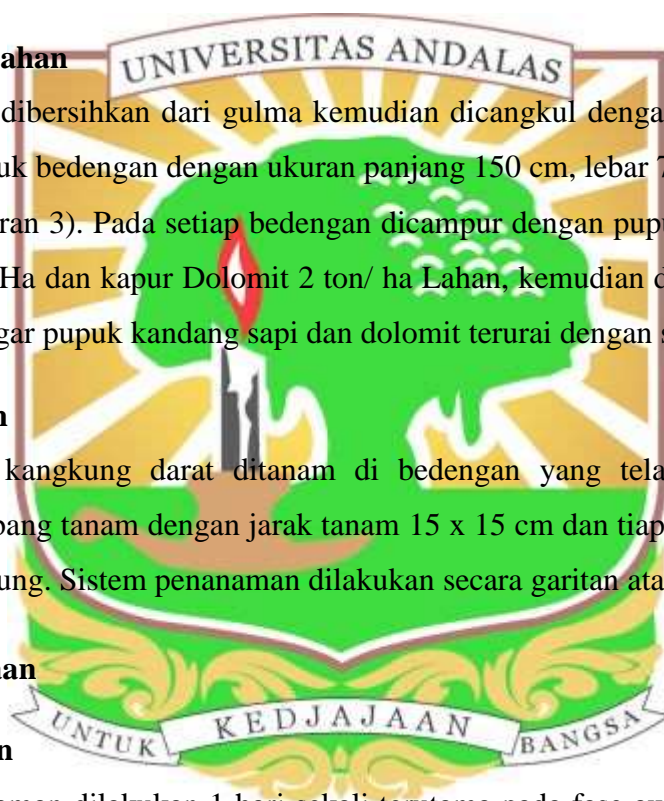 UNIVERSITAS ANDALAS
ahan
dibersihkan dari gulma kemudian dicangkul denga
uk bedengan dengan ukuran panjang 150 cm, lebar 7
ran 3). Pada setiap bedengan dicampur dengan pupu
Ha dan kapur Dolomit 2 ton/ ha Lahan, kemudian d
gar pupuk kandang sapi dan dolomit terurai dengan s
n
kangkung darat ditanam di bedengan yang tela
bang tanam dengan jarak tanam 15 x 15 cm dan tiap
ung. Sistem penanaman dilakukan secara garitan ata
aan
UNTUK KEDJAJAAN BANGSA
n